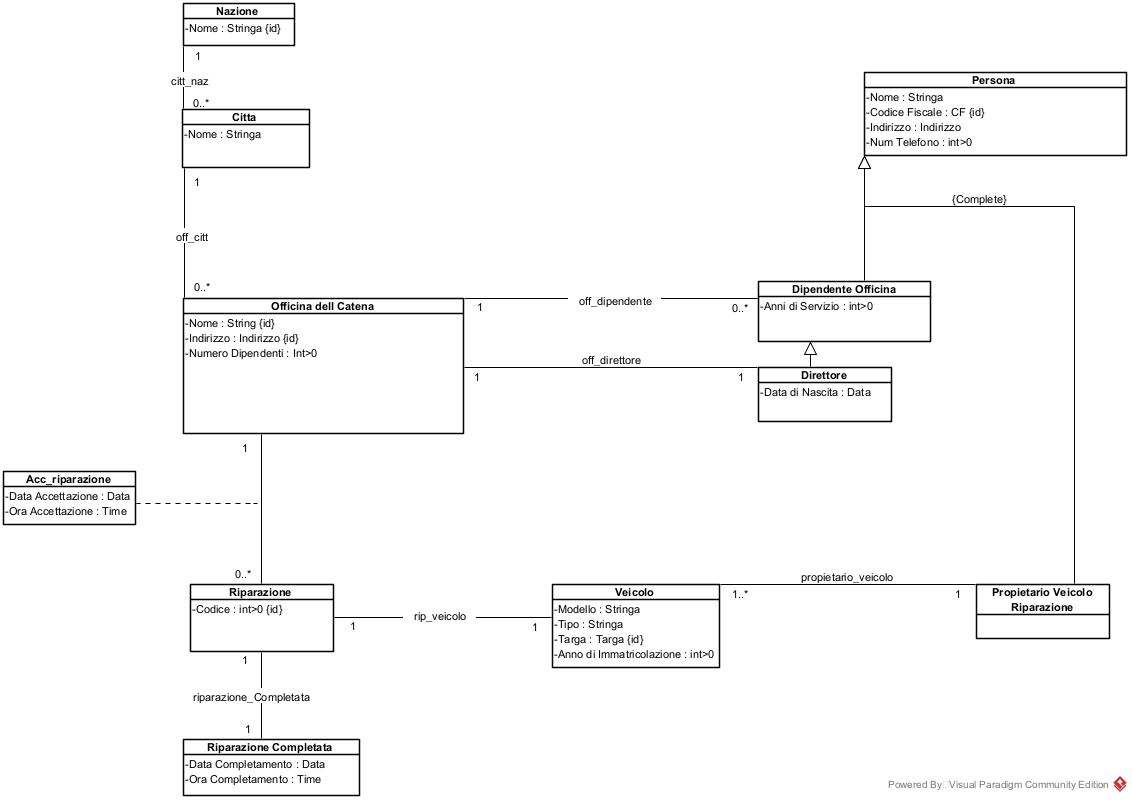 Nazione
-Nome : Stringa {id}
1
citt_naz
0..*
Citta
-Nome : Stringa
1
off_citt
0..*
Persona
-Nome : Stringa
-Codice Fiscale : CF {id}
-Indirizzo : Indirizzo
-Num Telefono : int>0
{Complete}
Officina dell Catena
-Nome : String {id}
-Indirizzo : Indirizzo {id}
-Numero Dipendenti : Int>0
1
off_dipendente
0..*
Dipendente Officina
-Anni di Servizio : int>0
1
off_direttore
1
Direttore
-Data di Nascita : Data
1
Acc_riparazione
-Data Accettazione : Data
-Ora Accettazione : Time
0..*
Riparazione
-Codice : int>0 {id}
1
rip_veicolo
1
Veicolo
-Modello : Stringa
-Tipo : Stringa
-Targa : Targa {id}
-Anno di Immatricolazione : int>0
propietario_veicolo
1..*
1
Propietario Veicolo
Riparazione
1
riparazione_Completata
1
Riparazione Completata
-Data Completamento : Data
-Ora Completamento : Time
Powered By Visual Paradigm Community Edition